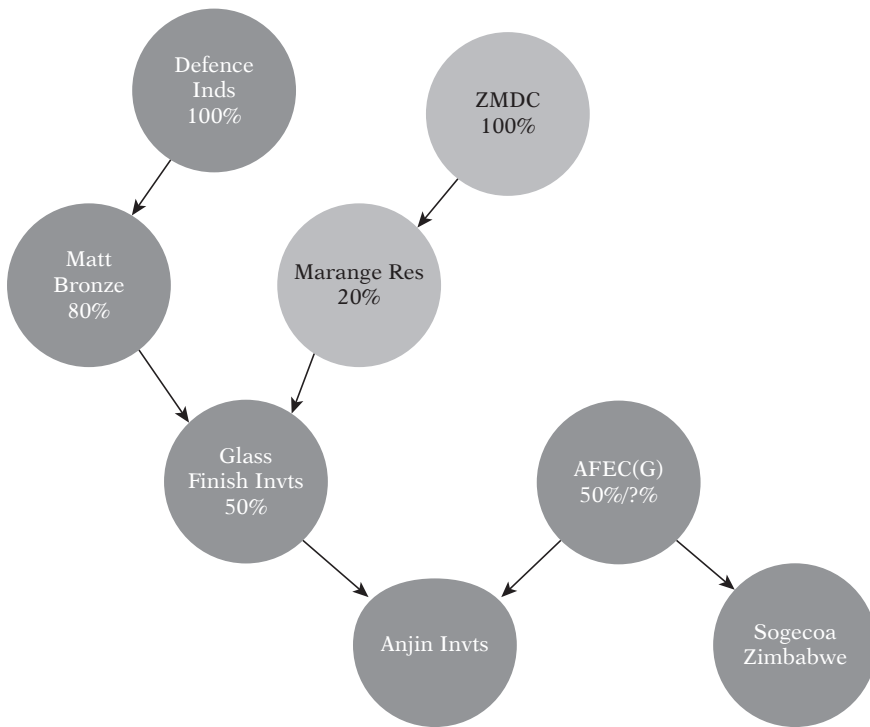 Defence
Inds
100%
ZMDC
100%
Matt
Bronze
80%
Marange Res
20%
Glass
Finish Invts
50%
AFEC(G)
50%/?%
Anjin Invts
Sogecoa
Zimbabwe